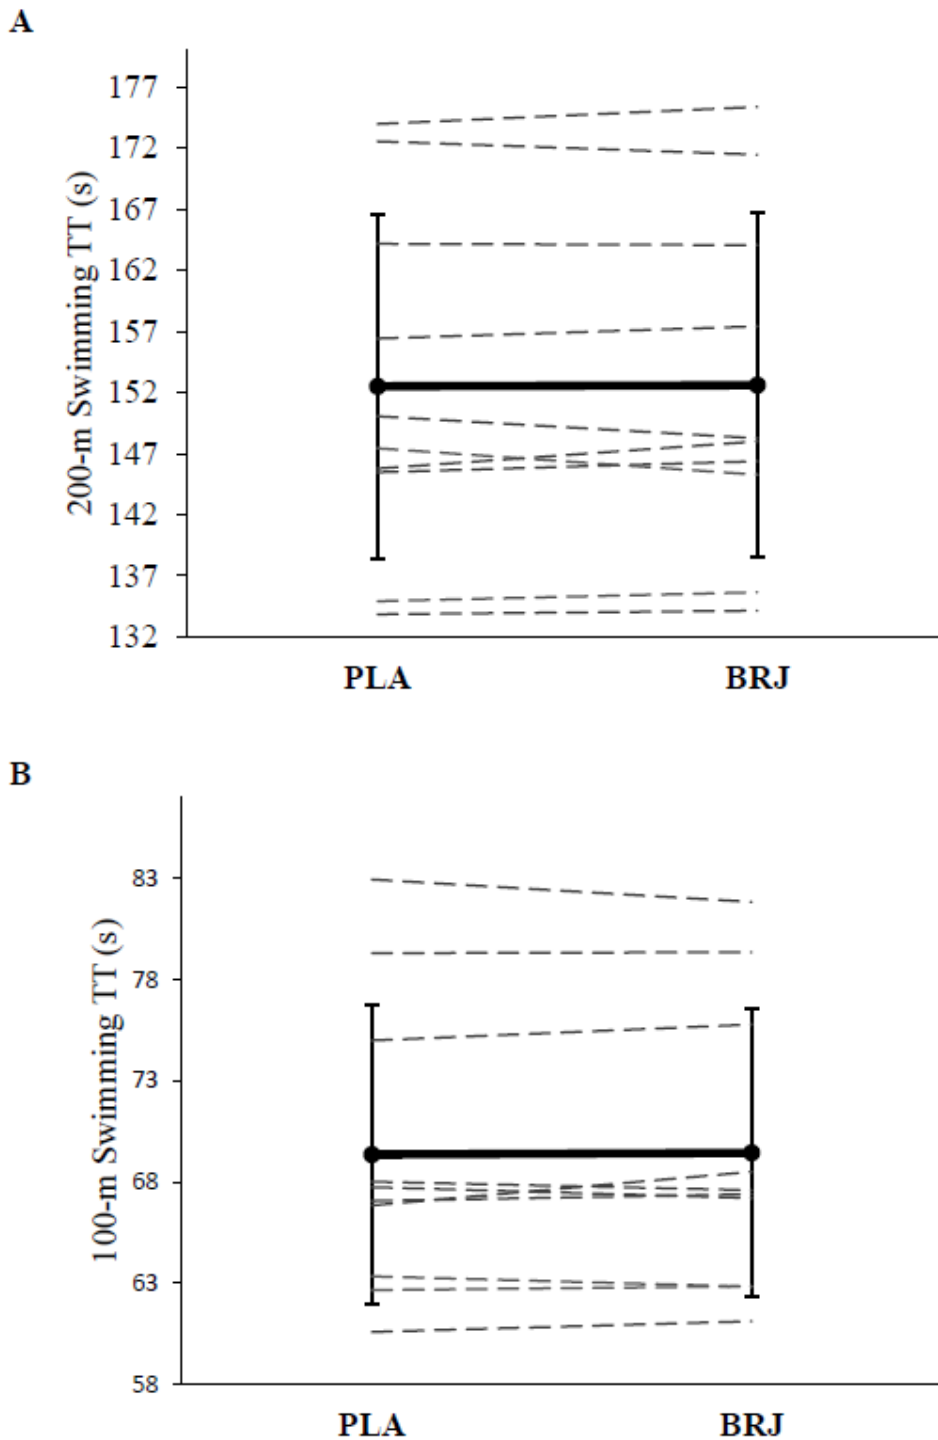 A
200-m Swimming TT (s)
177
172
167
162
157
152
147
142
137
132
PLA BRJ
B
100-m Swimming TT (s)
83
78
73
68
63
58
PLA BRJ